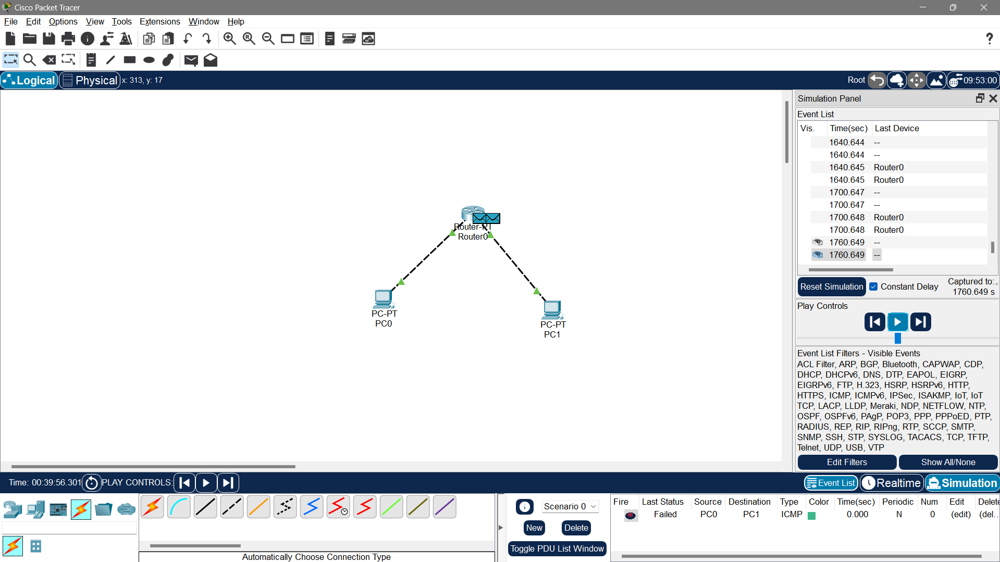 Cisco Packet Tracer
File Edit Options View Tools Extensions Window Help
Logical Physical x: 313, y: 17 Root 09:53:00
Simulation Panel
Event List
Vis. Time(sec) Last Device
1640.644 --
1640.644 --
1640.645 Router0
1640.645 Router0
1700.647 --
1700.647 --
1700.648 Router0
1700.648 Router0
1760.649 --
1760.649 --
Reset Simulation Constant Delay Captured to:
1760.649 s
Play Controls
Event List Filters - Visible Events
ACL Filter, ARP, BGP, Bluetooth, CAPWAP, CDP,
DHCP, DHCPv6, DNS, DTP, EAPOL, EIGRP,
EIGRPv6, FTP, H.323, HSRP, HSRPv6, HTTP,
HTTPS, ICMP, ICMPv6, IPSec, ISAKMP, IoT, IoT
TCP, LACP, LLDP, Meraki, NDP, NETFLOW, NTP,
OSPF, OSPFv6, PAgP, POP3, PPP, PPPoED, PTP,
RADIUS, REP, RIP, RIPng, RTP, SCCP, SMTP,
SNMP, SSH, STP, SYSLOG, TACACS, TCP, TFTP,
Telnet, UDP, USB, VTP
Edit Filters Show All/None
Router-PT
Router0
PC-PT
PC0
PC-PT
PC1
Time: 00:39:56.301 PLAY CONTROLS: Event List Realtime Simulation
Scenario 0
New Delete
Toggle PDU List Window
Fire Last Status Source Destination Type Color Time(sec) Periodic Num Edit Delete
Failed PC0 PC1 ICMP 0.000 N 0 (edit) (del..
Automatically Choose Connection Type